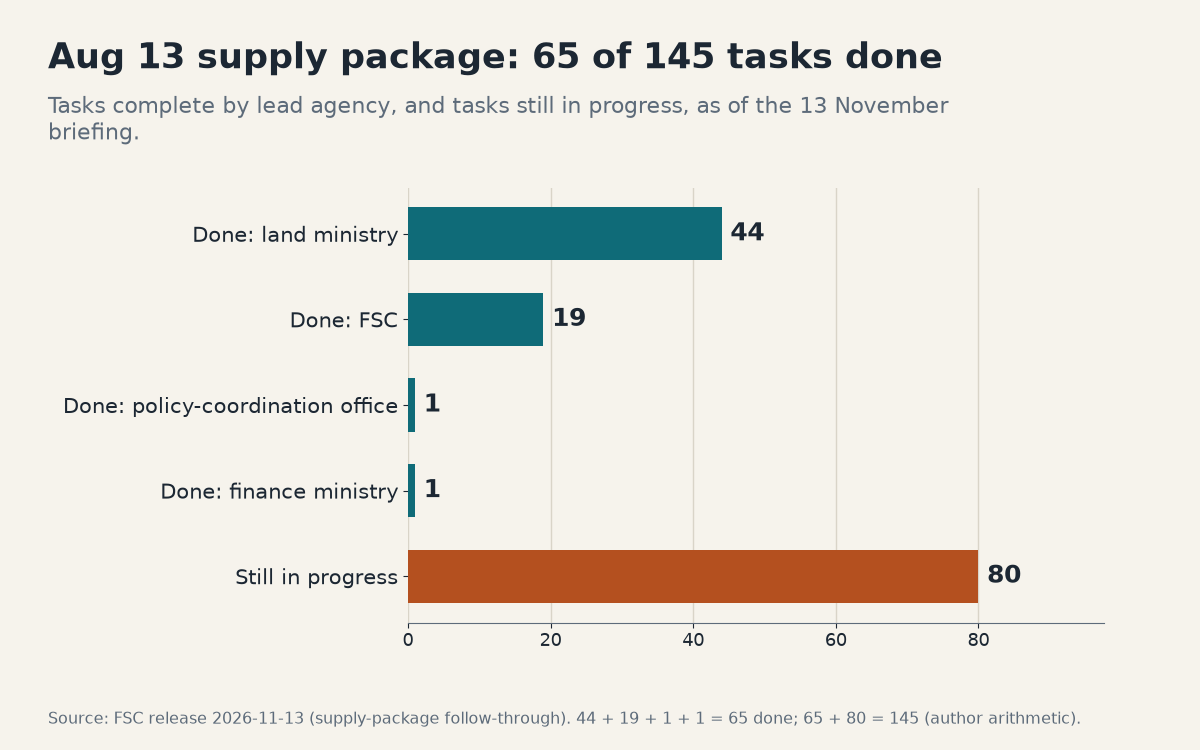 Aug 13 supply package: 65 of 145 tasks done
Tasks complete by lead agency, and tasks still in progress, as of the 13 November
briefing.
Done: land ministry 44
Done: FSC 19
Done: policy-coordination office 1
Done: finance ministry 1
Still in progress 80
0 20 40 60 80
Source: FSC release 2026-11-13 (supply-package follow-through). 44 + 19 + 1 + 1 = 65 done; 65 + 80 = 145 (author arithmetic).